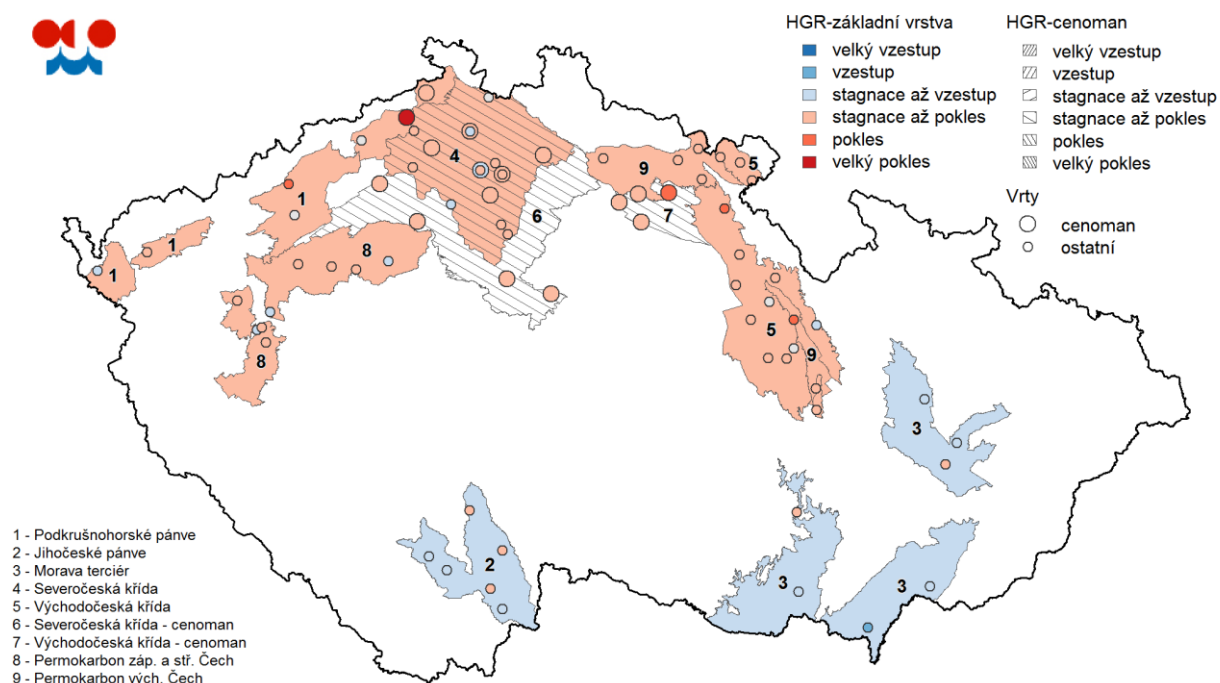 HGR-základní vrstva
velký vzestup
vzestup
stagnace až vzestup
stagnace až pokles
pokles
velký pokles
HGR-cenoman
velký vzestup
vzestup
stagnace až vzestup
stagnace až pokles
pokles
velký pokles
Vrty
cenoman
ostatní
4
9
5
1
6
7
1
8
1
5
9
8
3
2
3
3
1 - Podkrušnohorské pánve
2 - Jihočeské pánve
3 - Morava terciér
4 - Severočeská křída
5 - Východočeská křída
6 - Severočeská křída - cenoman
7 - Východočeská křída - cenoman
8 - Permokarbon záp. a stř. Čech
9 - Permokarbon vých. Čech